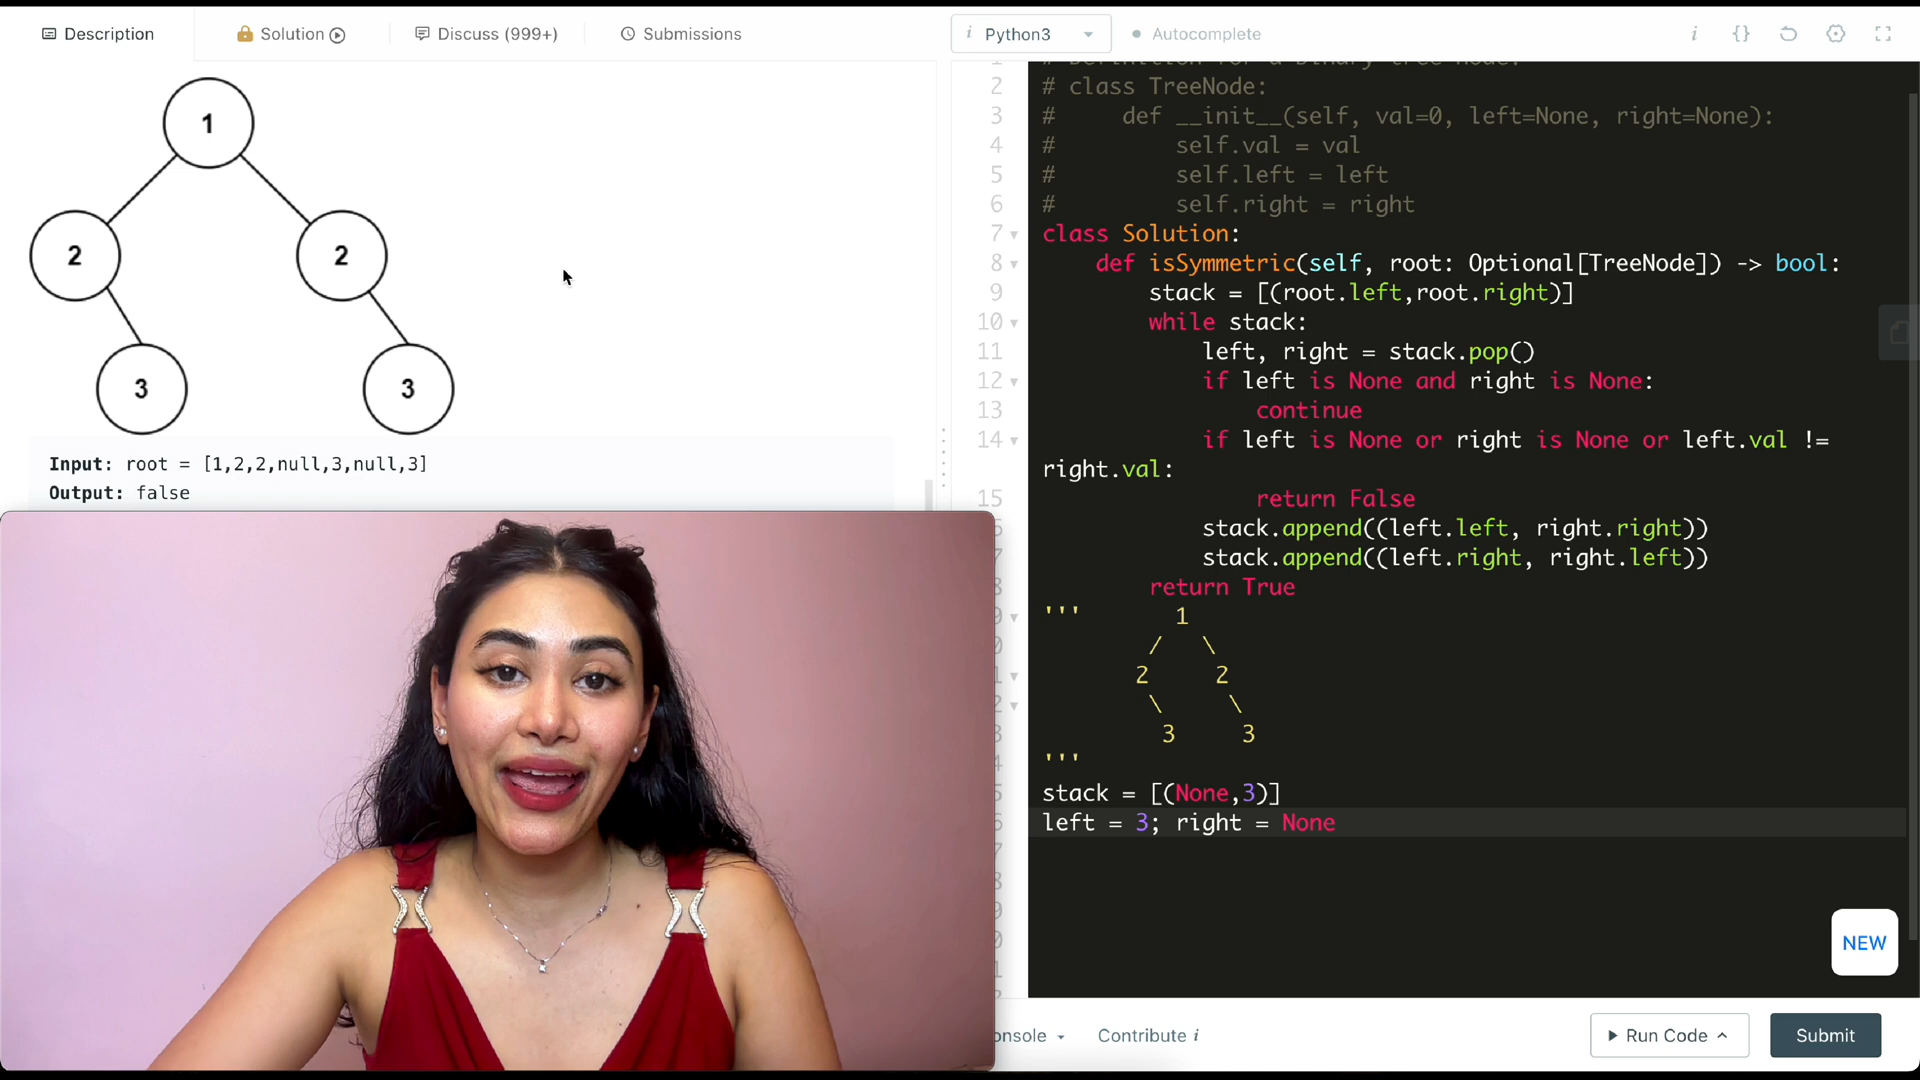 Description
Solution
Discuss (999+)
Submissions
i Python3
Autocomplete
i {}
1
2 2
3 3
Input: root = [1,2,2,null,3,null,3]
Output: false
2 # class TreeNode:
3 #     def __init__(self, val=0, left=None, right=None):
4 #         self.val = val
5 #         self.left = left
6 #         self.right = right
7 class Solution:
8     def isSymmetric(self, root: Optional[TreeNode]) -> bool:
9         stack = [(root.left,root.right)]
10         while stack:
11             left, right = stack.pop()
12             if left is None and right is None:
13                 continue
14             if left is None or right is None or left.val !=
right.val:
15                 return False
stack.append((left.left, right.right))
stack.append((left.right, right.left))
return True
''' 1
/ \
2 2
\ \
3 3
'''
stack = [(None,3)]
left = 3; right = None
NEW
onsole
Contribute i
Run Code
Submit